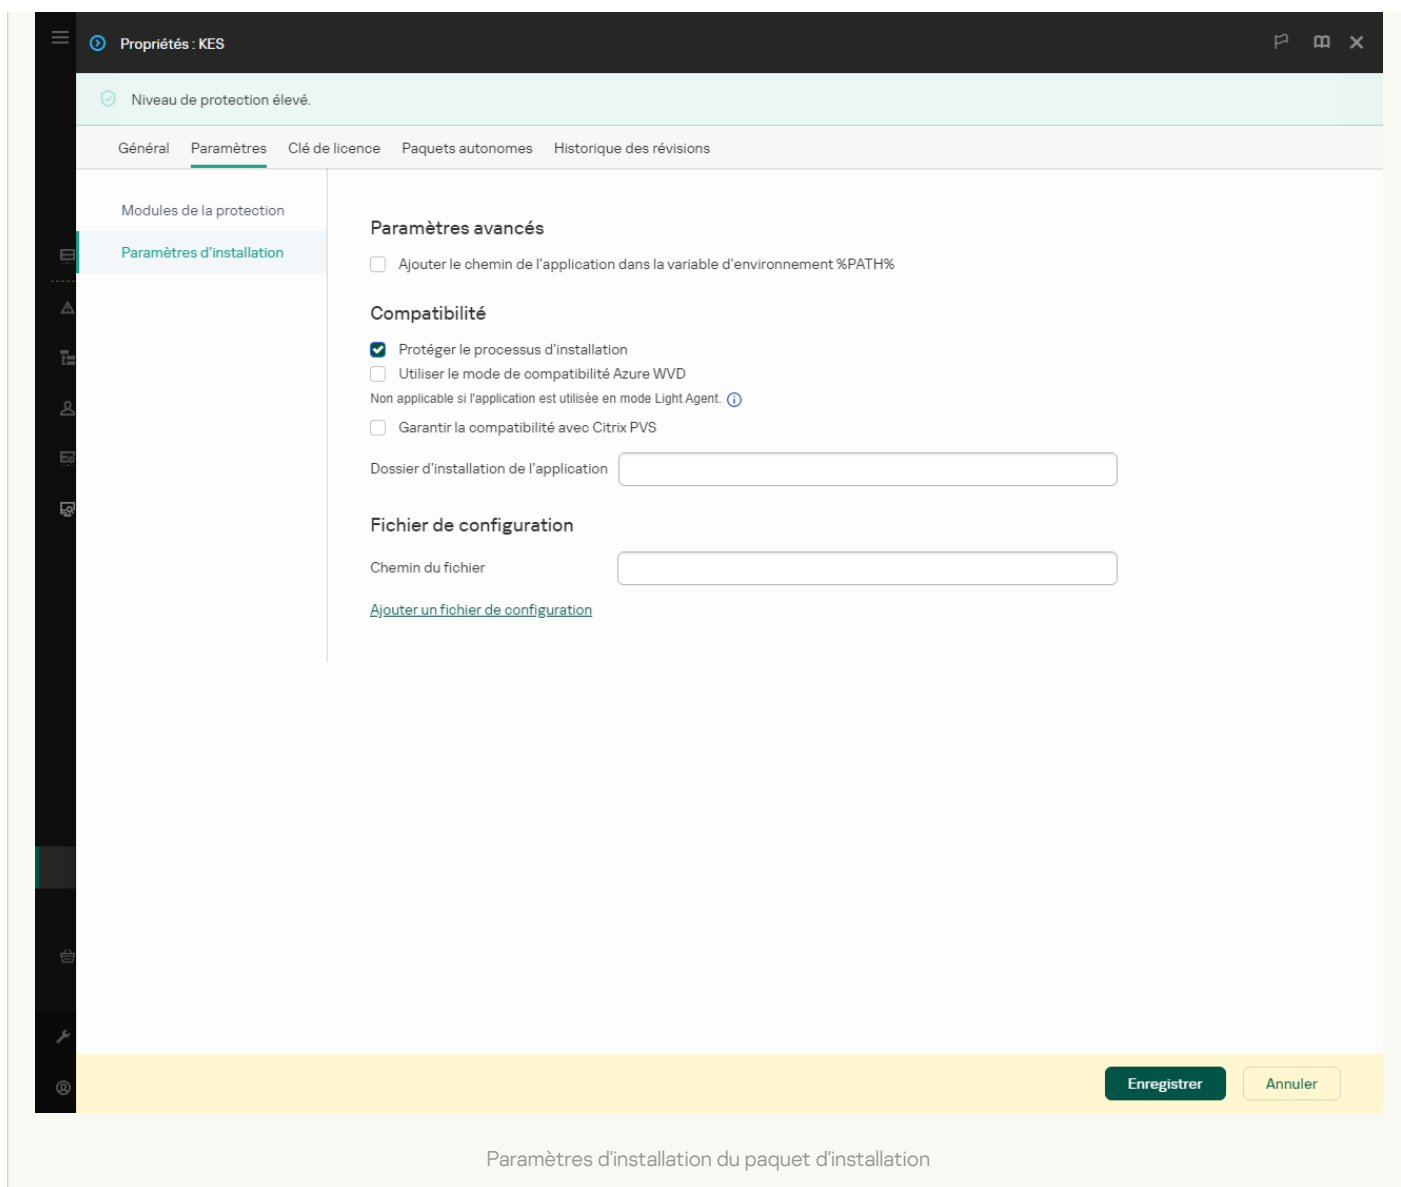 Propriétés : KES
Niveau de protection élevé.
Général Paramètres Clé de licence Paquets autonomes Historique des révisions
Modules de la protection
Paramètres d'installation
Paramètres avancés
Ajouter le chemin de l'application dans la variable d'environnement %PATH%
Compatibilité
Protéger le processus d'installation
Utiliser le mode de compatibilité Azure WVD
Non applicable si l'application est utilisée en mode Light Agent.
Garantir la compatibilité avec Citrix PVS
Dossier d'installation de l'application
Fichier de configuration
Chemin du fichier
Ajouter un fichier de configuration
Enregistrer Annuler
Paramètres d'installation du paquet d'installation